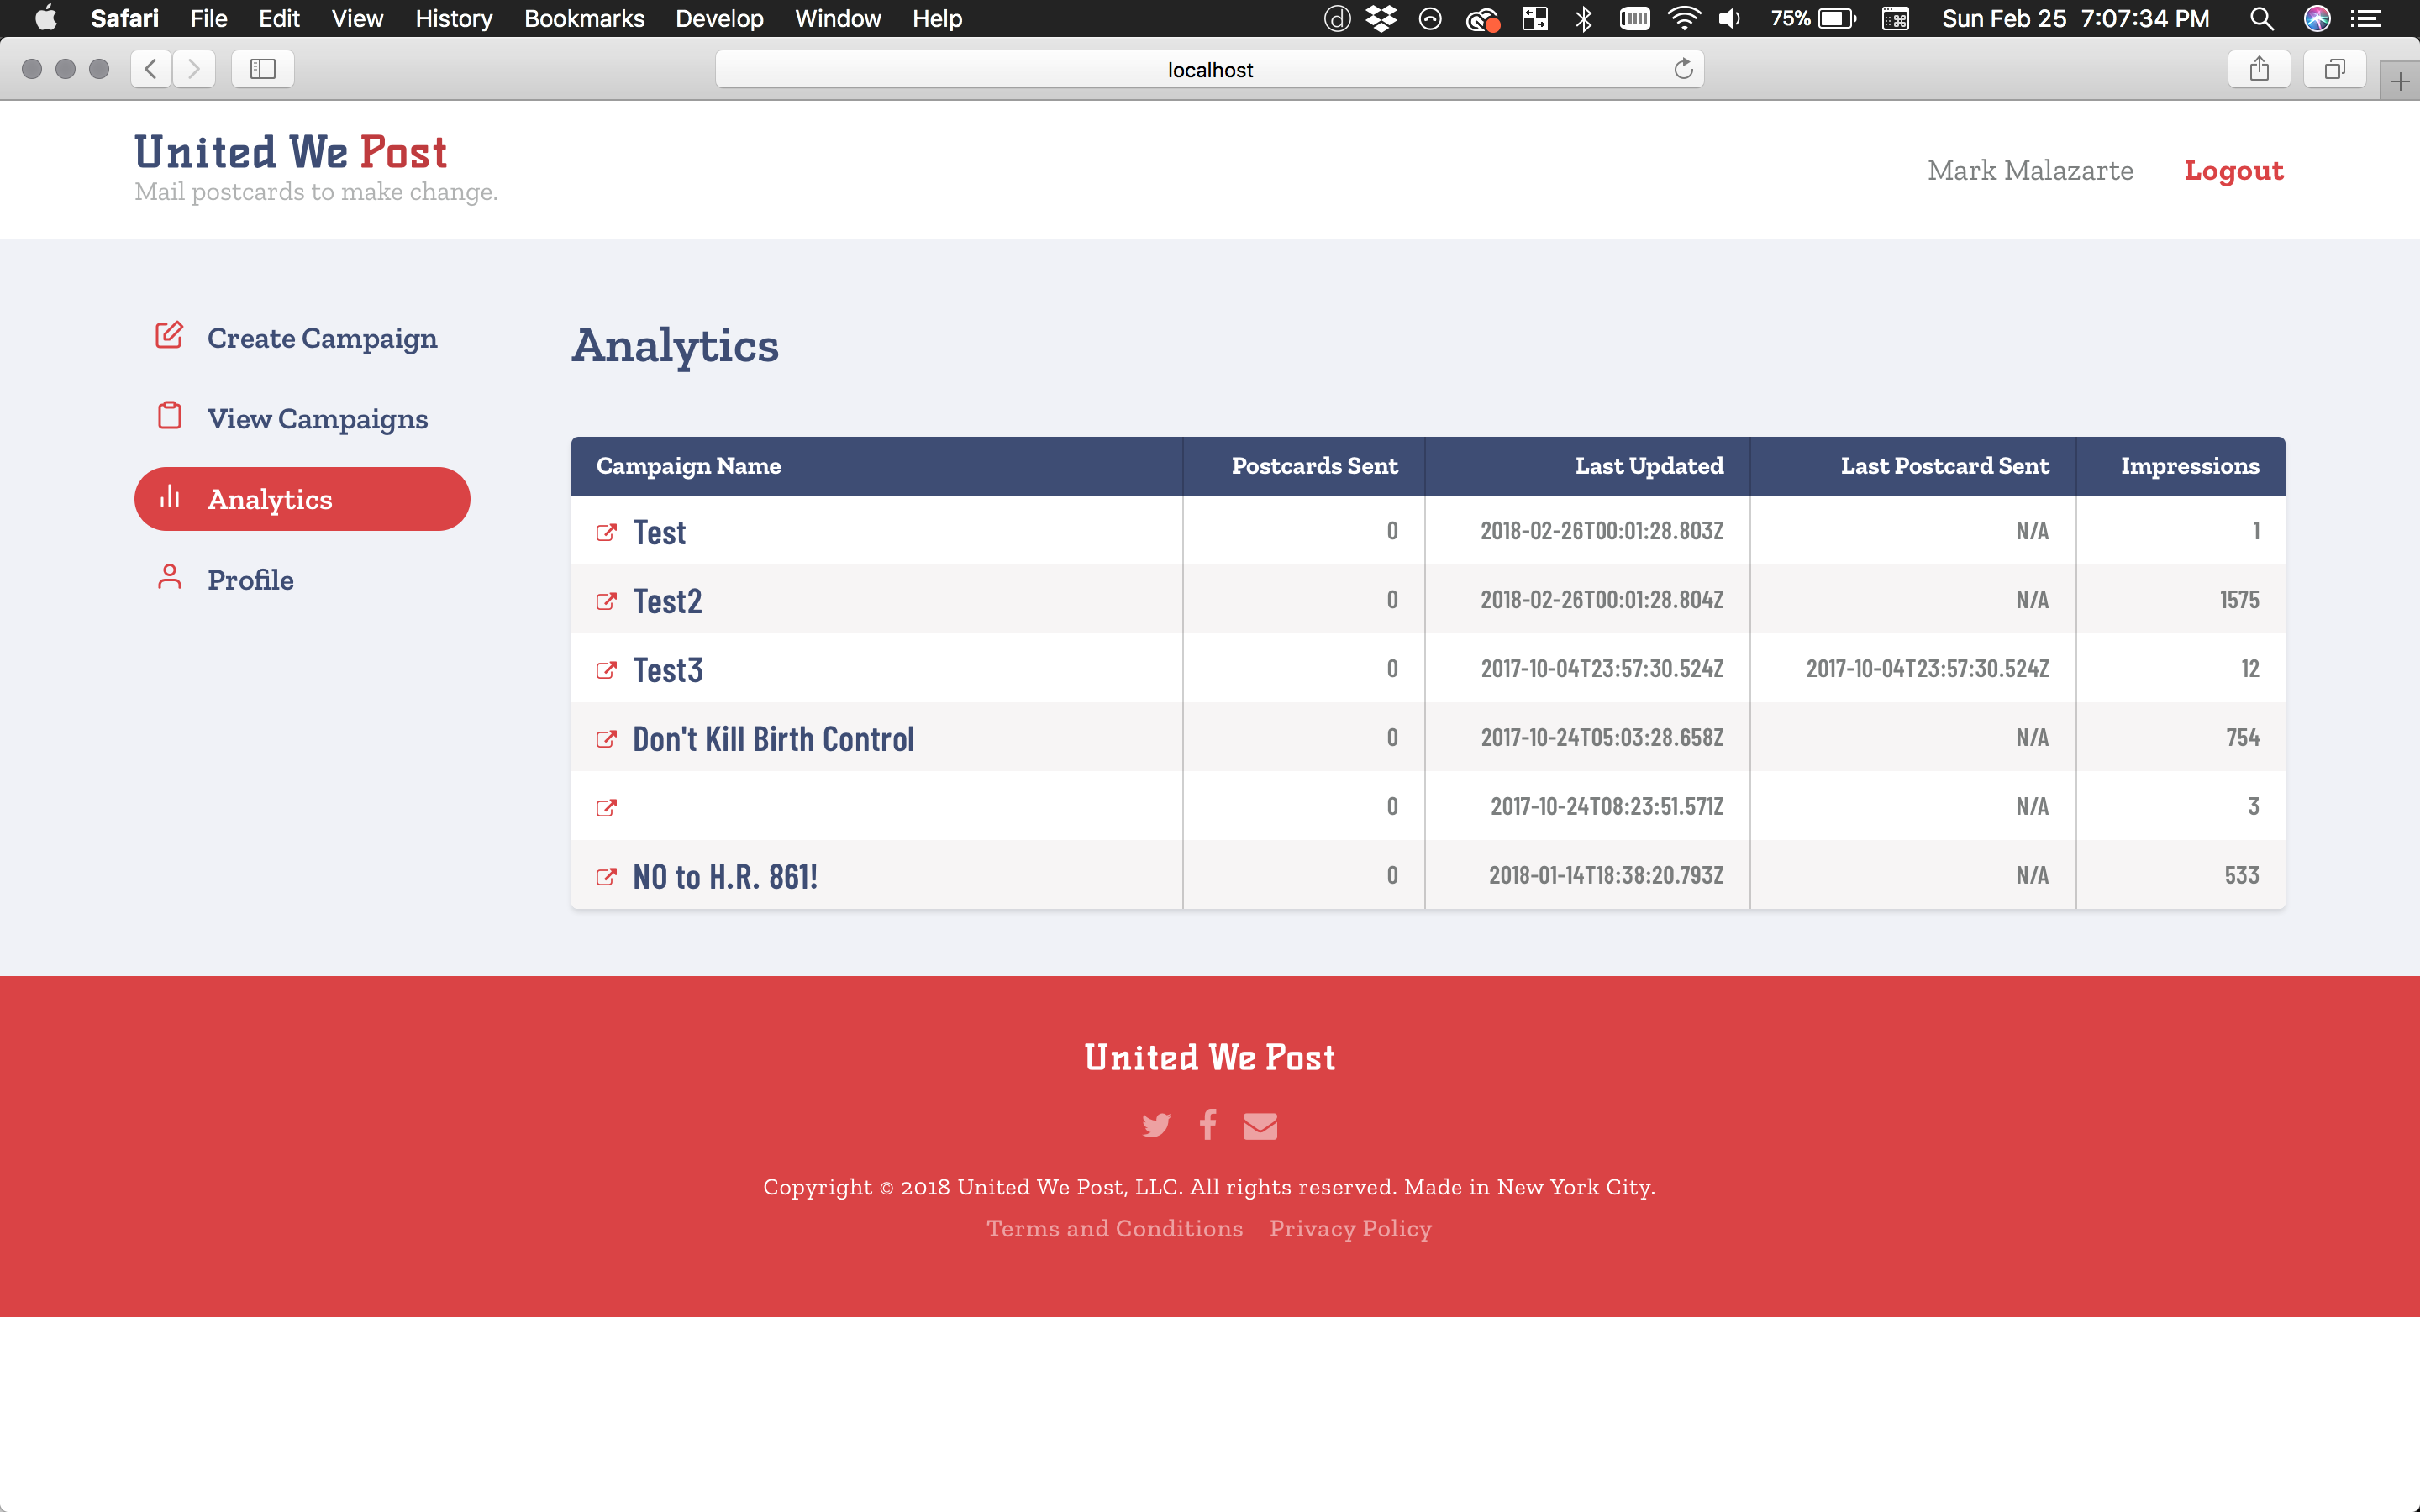 Safari File Edit View History Bookmarks Develop Window Help 75% Sun Feb 25 7:07:34 PM
localhost
United We Post
Mail postcards to make change.
Mark Malazarte Logout
Create Campaign
View Campaigns
Analytics
Profile
Analytics
Campaign Name Postcards Sent Last Updated Last Postcard Sent Impressions
Test 0 2018-02-26T00:01:28.803Z N/A 1
Test2 0 2018-02-26T00:01:28.804Z N/A 1575
Test3 0 2017-10-04T23:57:30.524Z 2017-10-04T23:57:30.524Z 12
Don't Kill Birth Control 0 2017-10-24T05:03:28.658Z N/A 754
0 2017-10-24T08:23:51.571Z N/A 3
NO to H.R. 861! 0 2018-01-14T18:38:20.793Z N/A 533
United We Post
Copyright © 2018 United We Post, LLC. All rights reserved. Made in New York City.
Terms and Conditions Privacy Policy